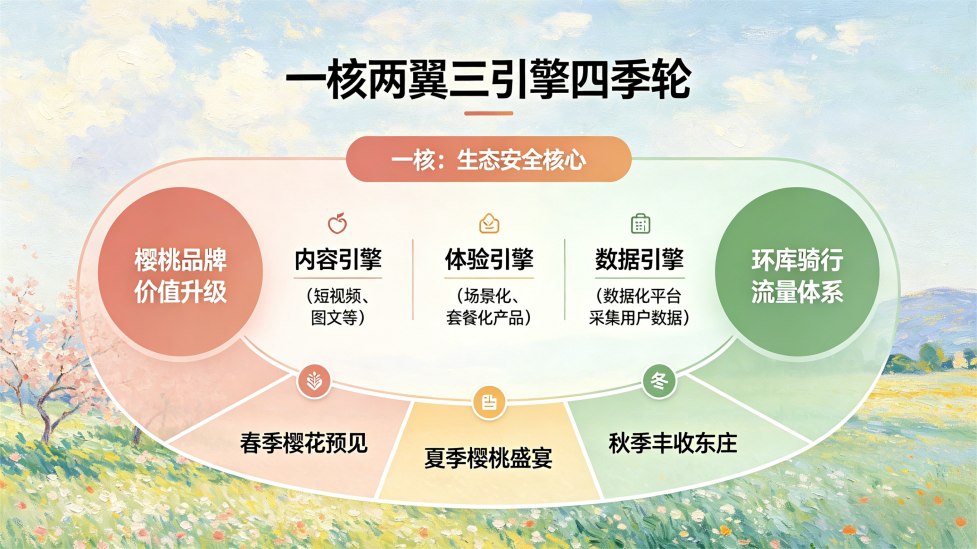 一核两翼三引擎四季轮
一核：生态安全核心
樱桃品牌
价值升级
内容引擎
（短视频、
图文等）
体验引擎
（场景化、
套餐化产品）
数据引擎
（数据化平台
采集用户数据）
环库骑行
流量体系
冬
春季樱花预见
夏季樱桃盛宴
秋季丰收东庄